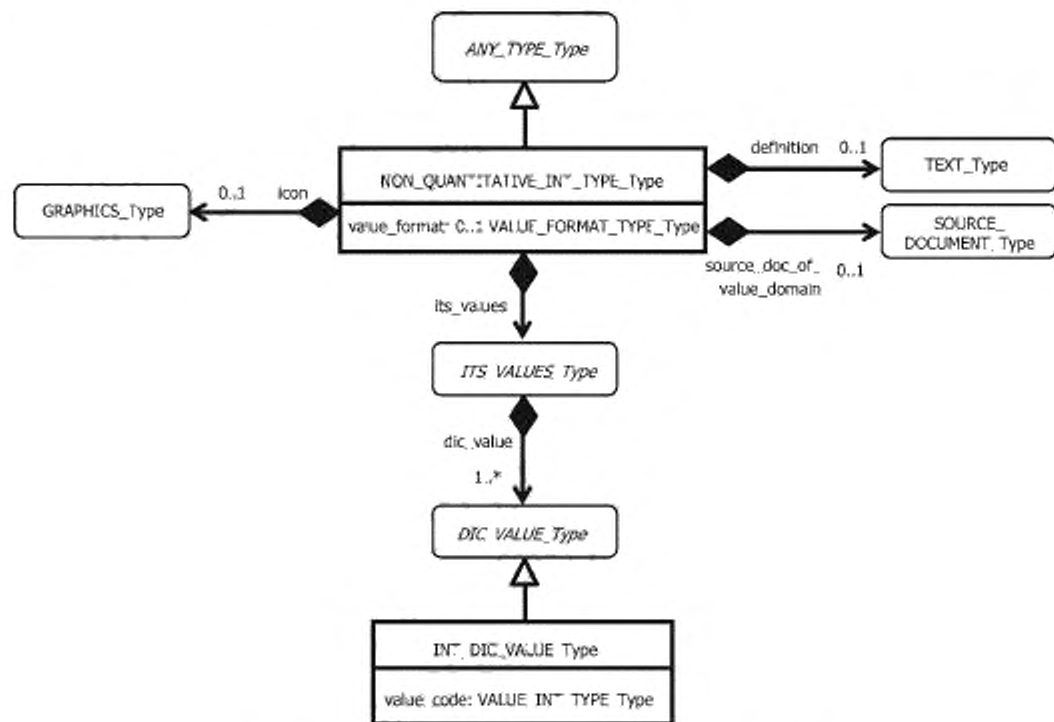 ANY_TYPE_Type
definition 0..1
TEXT_Type
NON_QUANTITATIVE_INT_TYPE_Type
0..1 icon
GRAPHICS_Type
value_format: 0..1 VALUE_FORMAT_TYPE_Type
SOURCE_
DOCUMENT_Type
source_doc_of_
value_domain
0..1
its_values
ITS_VALUES_Type
dic_value
1..*
DIC_VALUE_Type
INT_DIC_VALUE_Type
value_code: VALUE_INT_TYPE_Type